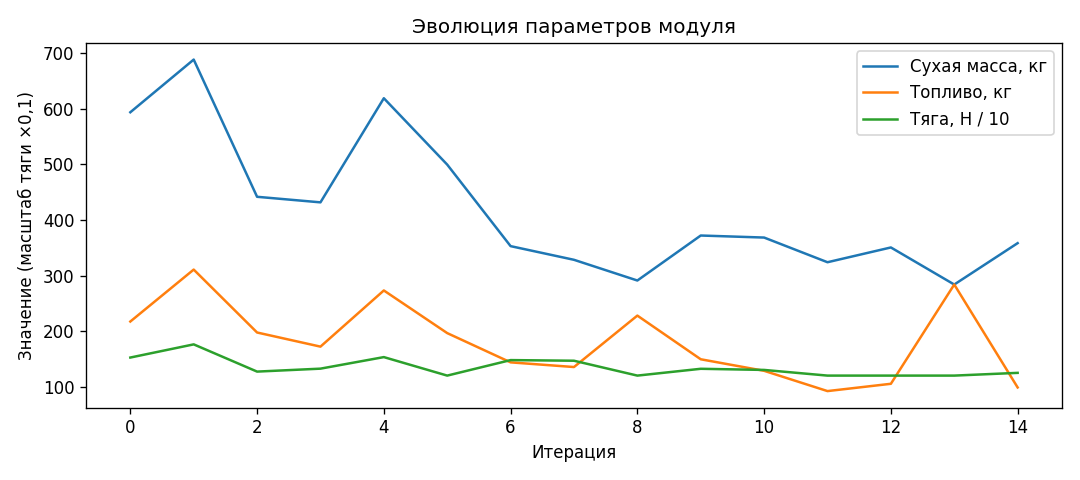 Эволюция параметров модуля
Значение (масштаб тяги ×0,1)
700
600
500
400
300
200
100
Сухая масса, кг
Топливо, кг
Тяга, Н / 10
0 2 4 6 8 10 12 14
Итерация